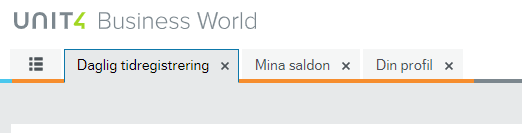 UNIT4 Business World
Daglig tidregistrering × Mina saldon × Din profil ×